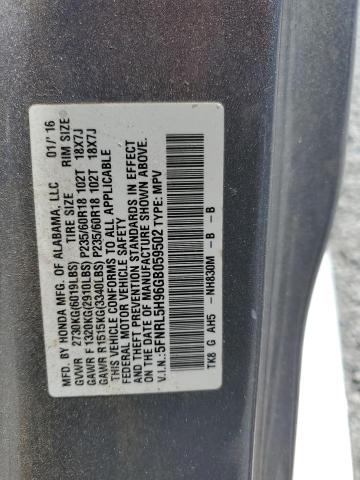 MFD. BY HONDA MFG. OF ALABAMA, LLC 01/'16
GVWR 2730KG(6019LBS) TIRE SIZE RIM SIZE
GAWR F 1320KG(2910LBS) P235/60R18 102T 18X7J
GAWR R1515KG(3340LBS) P235/60R18 102T 18X7J
THIS VEHICLE CONFORMS TO ALL APPLICABLE
FEDERAL MOTOR VEHICLE SAFETY
AND THEFT PREVENTION STANDARDS IN EFFECT
ON THE DATE OF MANUFACTURE SHOWN ABOVE.
V.I.N.:5FNRL5H96GB059502 TYPE: MPV
TK8 G AH5 - NH830M - B - B